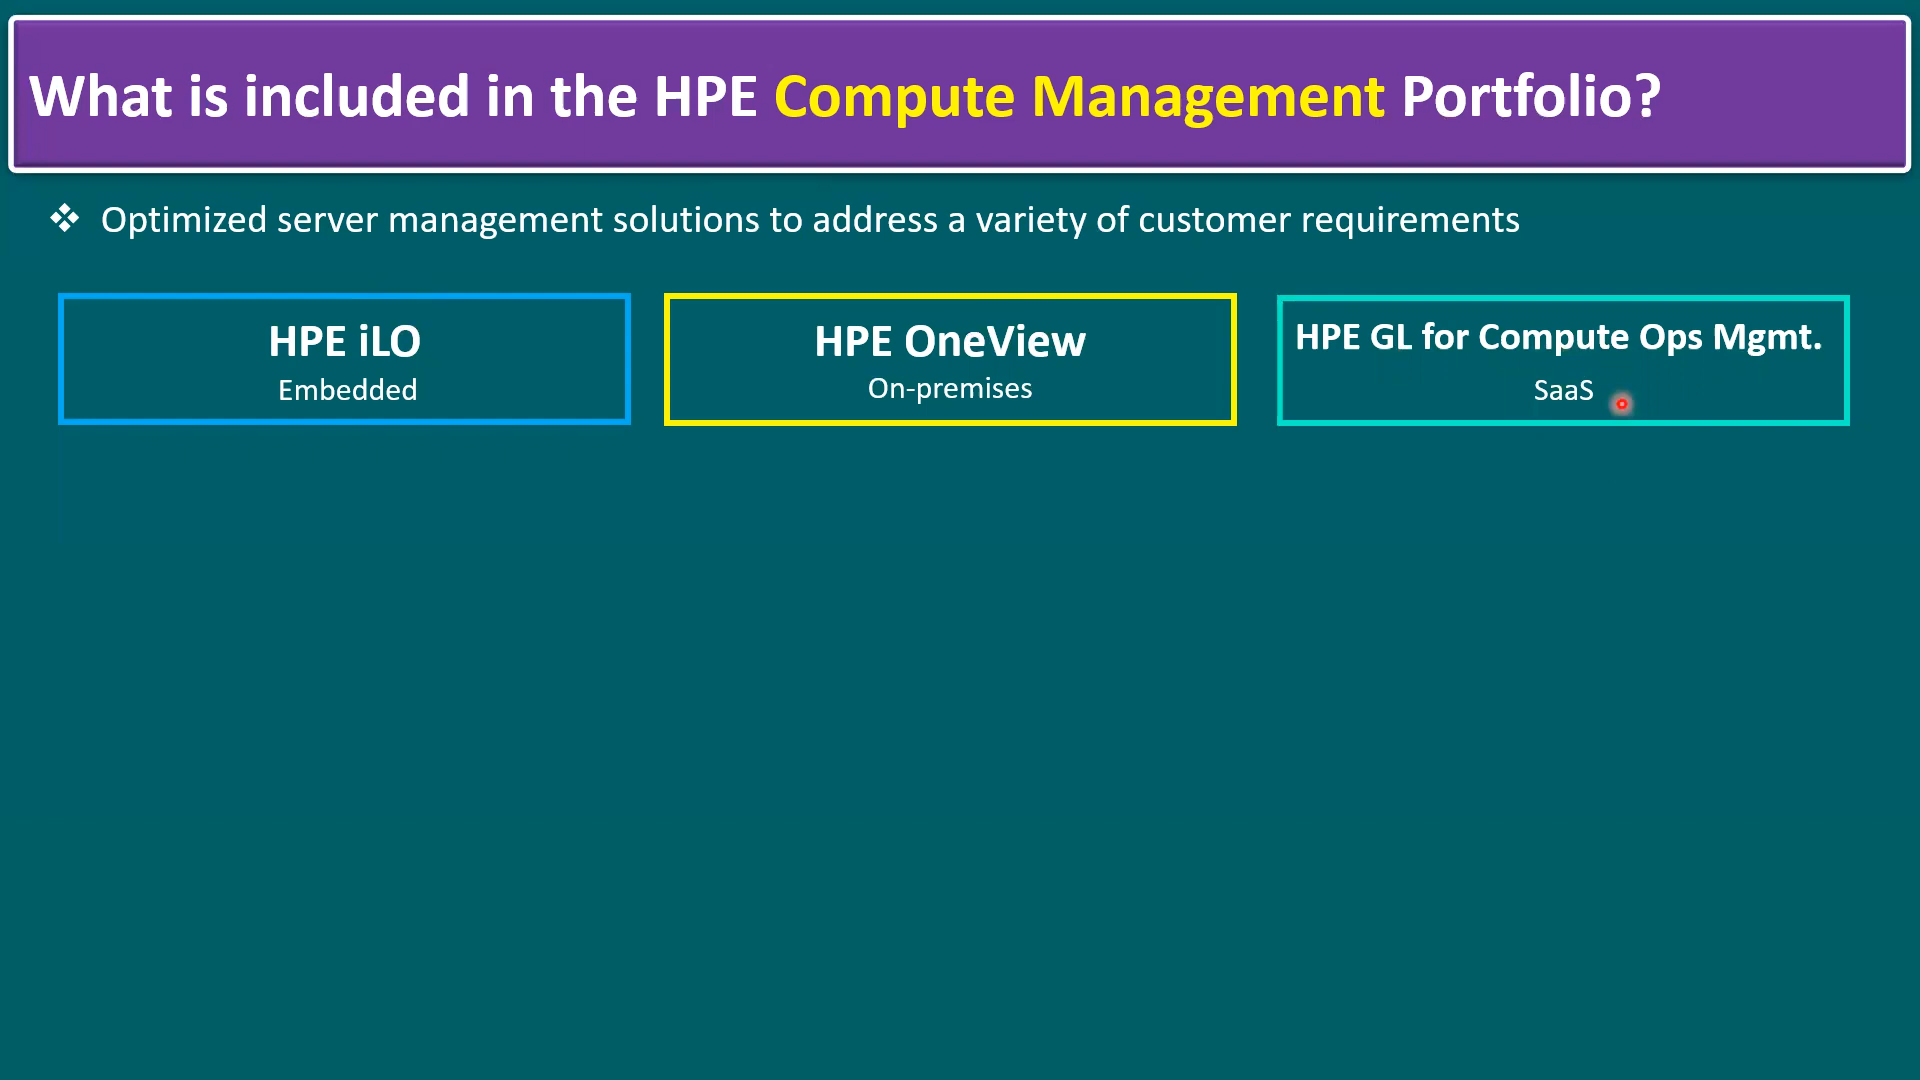 What is included in the HPE Compute Management Portfolio?
❖ Optimized server management solutions to address a variety of customer requirements
HPE iLO
Embedded
HPE OneView
On-premises
HPE GL for Compute Ops Mgmt.
SaaS